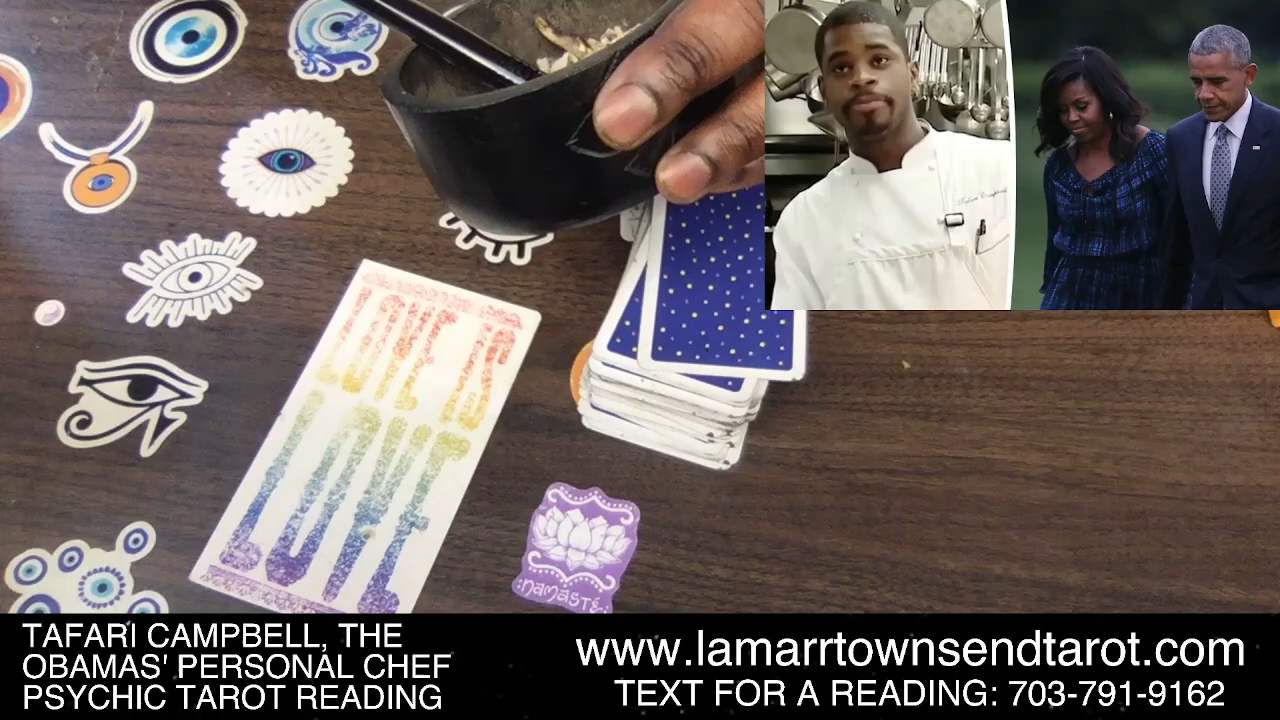 LOVE IS
LOVE
:namasté
TAFARI CAMPBELL, THE
OBAMAS' PERSONAL CHEF
PSYCHIC TAROT READING
www.lamarrtownsendtarot.com
TEXT FOR A READING: 703-791-9162